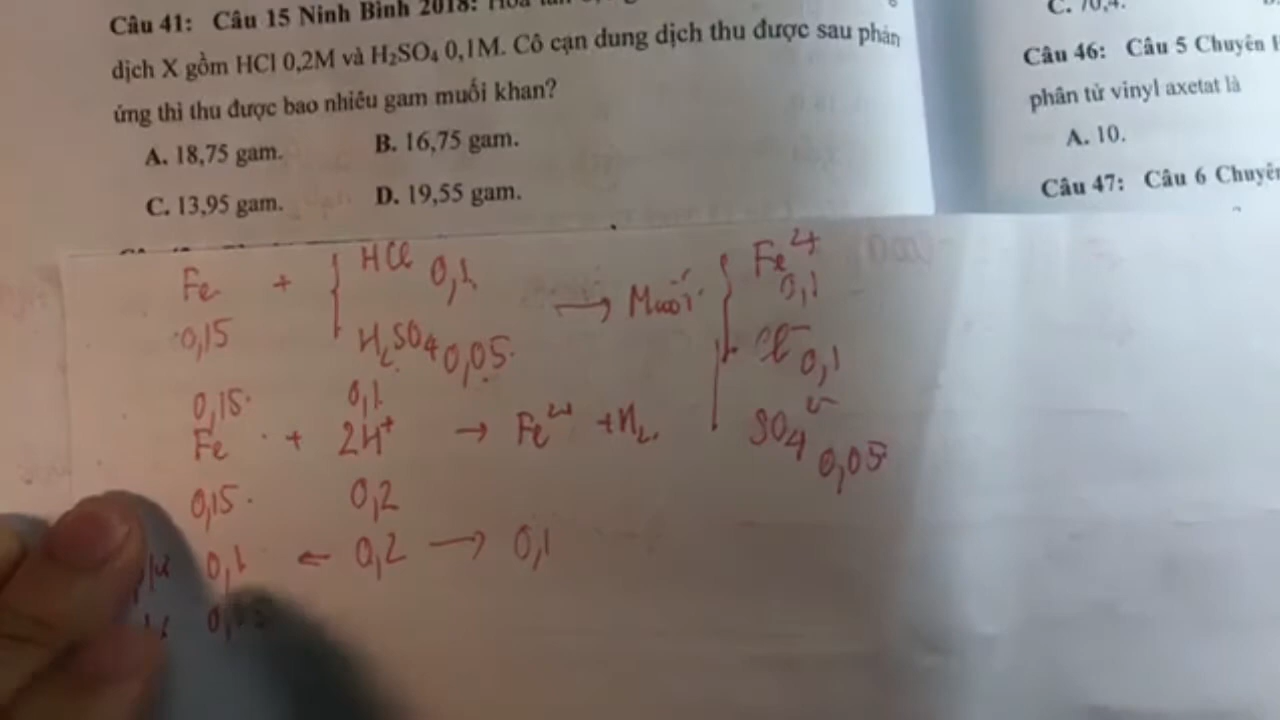 Câu 41: Câu 15 Ninh Bình 2018:
dịch X gồm HCl 0,2M và H₂SO₄ 0,1M. Cô cạn dung dịch thu được sau phản
ứng thì thu được bao nhiêu gam muối khan?
A. 18,75 gam.
B. 16,75 gam.
C. 13,95 gam.
D. 19,55 gam.
C. 70,4.
Câu 46: Câu 5 Chuyên
phân tử vinyl axetat là
A. 10.
Câu 47: Câu 6 Chuyên
Fe + { HCl 0,1 → Muối { Fe²⁺ 0,1
0,15 H₂SO₄ 0,05. Cl⁻ 0,1
0,15. 0,1 SO₄²⁻ 0,05
Fe + 2H⁺ → Fe²⁺ + H₂
0,15. 0,2
0,1 ← 0,2 → 0,1